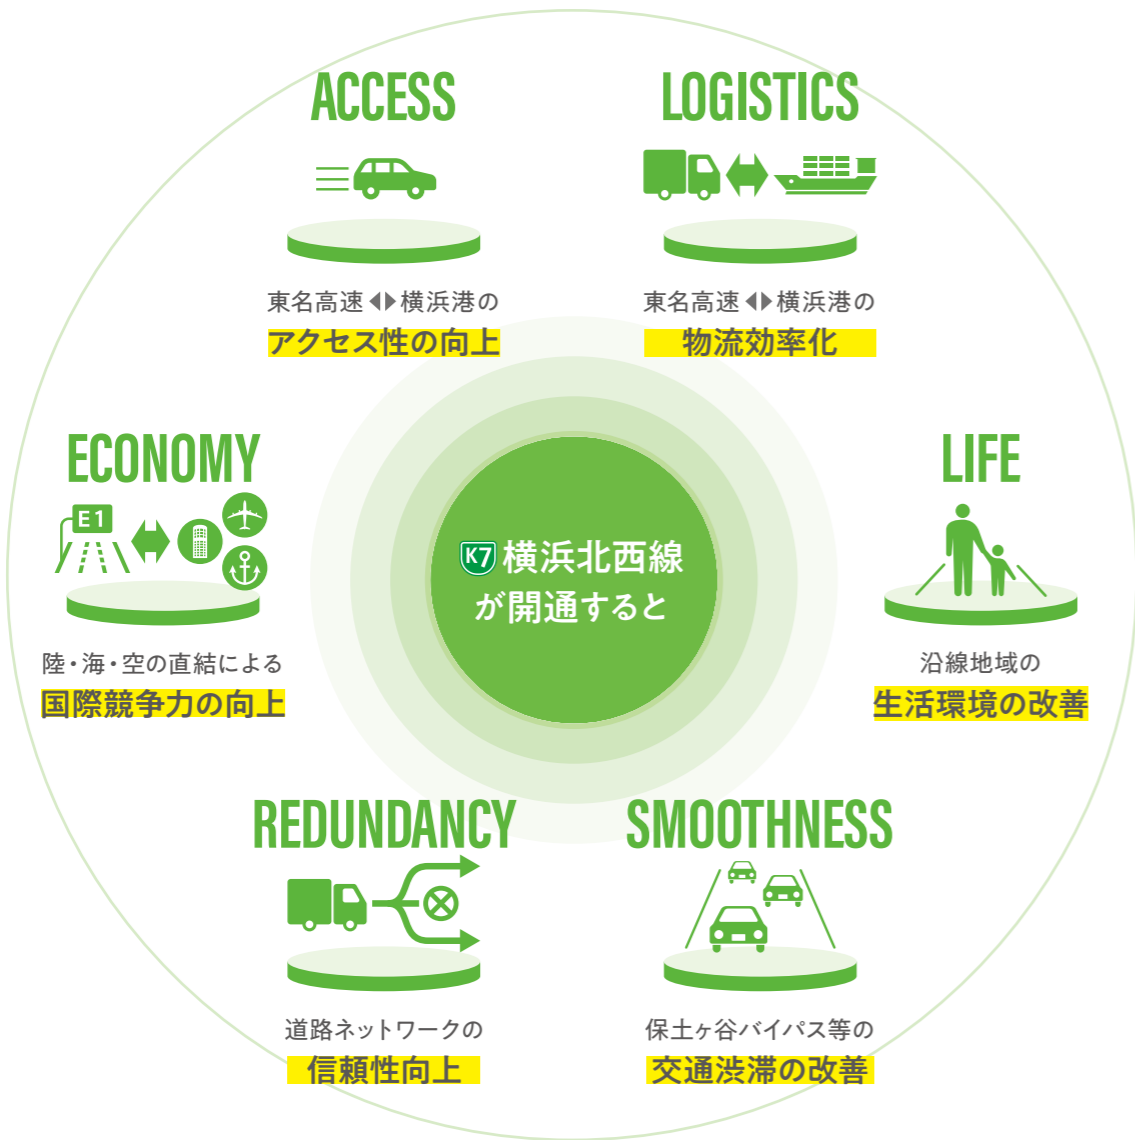 ACCESS
東名高速 ◀▶ 横浜港の
アクセス性の向上
LOGISTICS
東名高速 ◀▶ 横浜港の
物流効率化
ECONOMY
E1
陸・海・空の直結による
国際競争力の向上
K7 横浜北西線
が開通すると
LIFE
沿線地域の
生活環境の改善
REDUNDANCY
道路ネットワークの
信頼性向上
SMOOTHNESS
保土ヶ谷バイパス等の
交通渋滞の改善